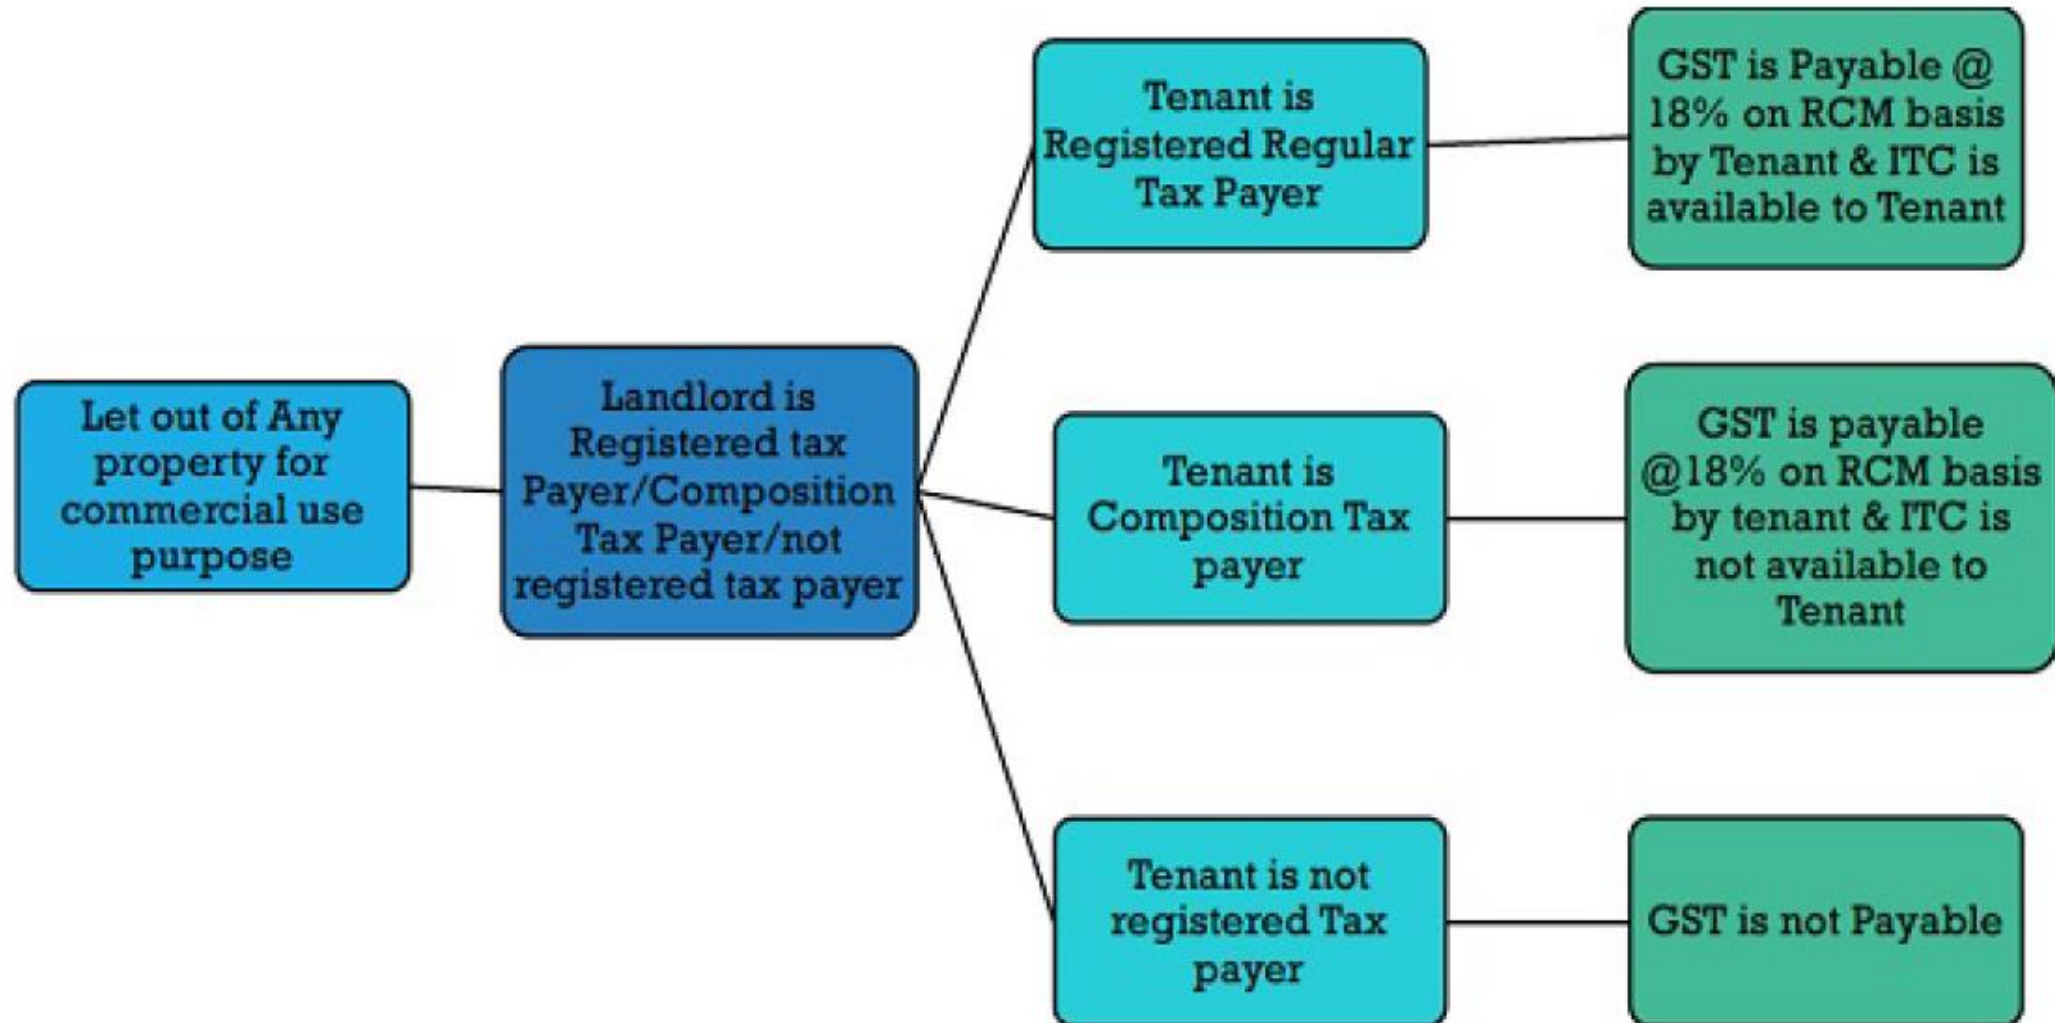 Let out of Any
property for
commercial use
purpose
Landlord is
Registered tax
Payer/Composition
Tax Payer/not
registered tax payer
Tenant is
Registered Regular
Tax Payer
GST is Payable @
18% on RCM basis
by Tenant & ITC is
available to Tenant
Tenant is
Composition Tax
payer
GST is payable
@18% on RCM basis
by tenant & ITC is
not available to
Tenant
Tenant is not
registered Tax
payer
GST is not Payable